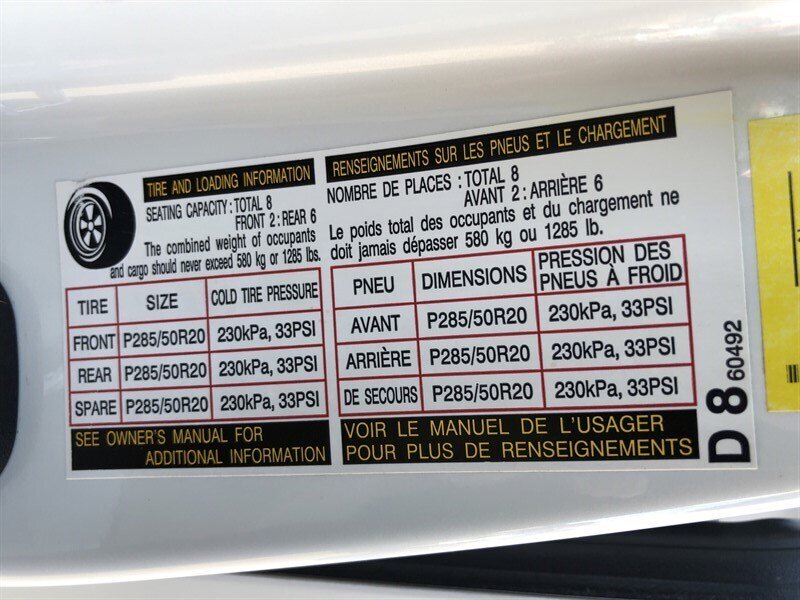 TIRE AND LOADING INFORMATION
SEATING CAPACITY : TOTAL 8
FRONT 2 : REAR 6
The combined weight of occupants
and cargo should never exceed 580 kg or 1285 lbs.
TIRE SIZE COLD TIRE PRESSURE
FRONT P285/50R20 230kPa, 33PSI
REAR P285/50R20 230kPa, 33PSI
SPARE P285/50R20 230kPa, 33PSI
SEE OWNER'S MANUAL FOR
ADDITIONAL INFORMATION
RENSEIGNEMENTS SUR LES PNEUS ET LE CHARGEMENT
NOMBRE DE PLACES : TOTAL 8
AVANT 2 : ARRIÈRE 6
Le poids total des occupants et du chargement ne
doit jamais dépasser 580 kg ou 1285 lb.
PNEU DIMENSIONS PRESSION DES
PNEUS À FROID
AVANT P285/50R20 230kPa, 33PSI
ARRIÈRE P285/50R20 230kPa, 33PSI
DE SECOURS P285/50R20 230kPa, 33PSI
VOIR LE MANUEL DE L'USAGER
POUR PLUS DE RENSEIGNEMENTS
D 8 60492